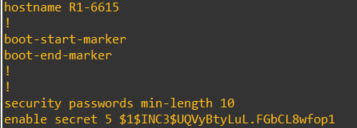 hostname R1-6615
!
boot-start-marker
boot-end-marker
!
!
security passwords min-length 10
enable secret 5 $1$INC3$UQVyBtyLuL.FGbCL8wfop1